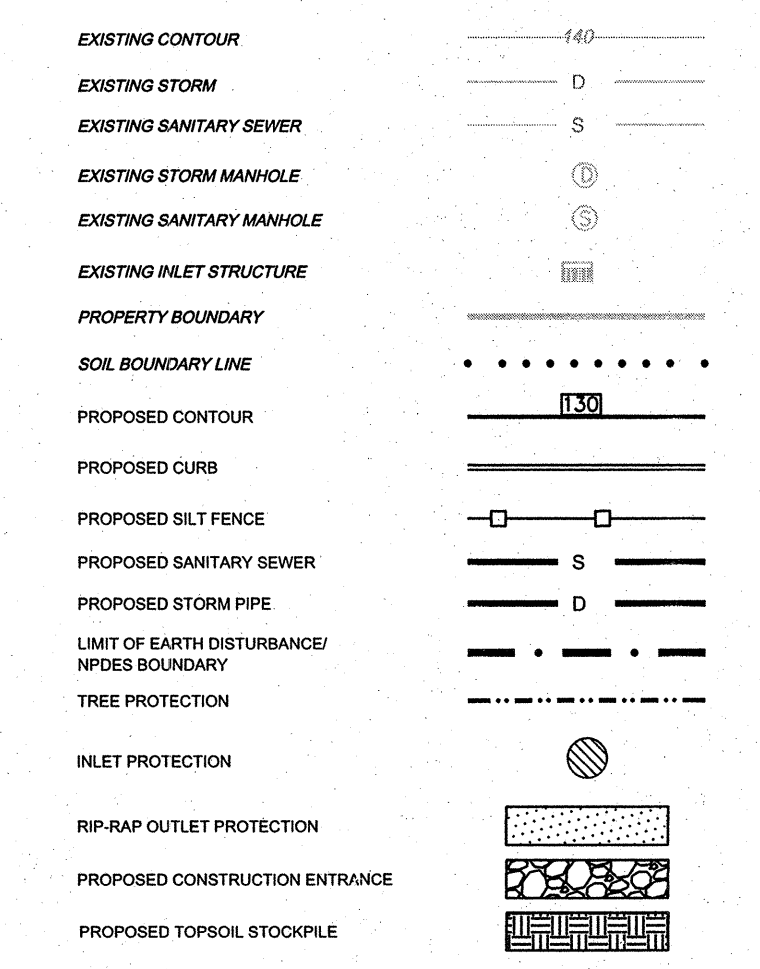 EXISTING CONTOUR 140
EXISTING STORM D
EXISTING SANITARY SEWER S
EXISTING STORM MANHOLE D
EXISTING SANITARY MANHOLE S
EXISTING INLET STRUCTURE
PROPERTY BOUNDARY
SOIL BOUNDARY LINE
PROPOSED CONTOUR 130
PROPOSED CURB
PROPOSED SILT FENCE
PROPOSED SANITARY SEWER S
PROPOSED STORM PIPE D
LIMIT OF EARTH DISTURBANCE/
NPDES BOUNDARY
TREE PROTECTION
INLET PROTECTION
RIP-RAP OUTLET PROTECTION
PROPOSED CONSTRUCTION ENTRANCE
PROPOSED TOPSOIL STOCKPILE